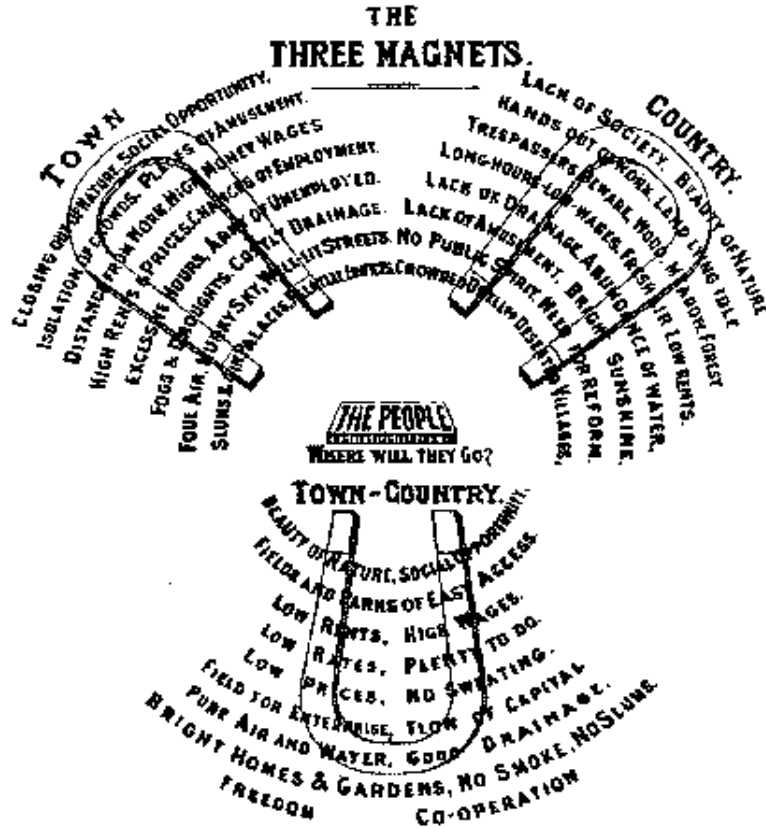 THE
THREE MAGNETS.
TOWN
CLOSING OUT OF NATURE. SOCIAL OPPORTUNITY.
ISOLATION OF CROWDS. PLACES OF AMUSEMENT.
DISTANCE FROM WORK. HIGH MONEY WAGES
HIGH RENTS & PRICES. CHANCES OF EMPLOYMENT.
EXCESSIVE HOURS. ARMY OF UNEMPLOYED.
FOGS & DROUGHTS. COSTLY DRAINAGE.
FOUL AIR. MURKY SKY. WELL-LIT STREETS.
SLUMS & GIN PALACES. PALATIAL EDIFICES.
COUNTRY.
LACK OF SOCIETY. BEAUTY OF NATURE
HANDS OUT OF WORK. LAND LYING IDLE
TRESPASSERS BEWARE. WOOD, MEADOW, FOREST
LONG HOURS LOW WAGES. FRESH AIR LOW RENTS.
LACK OF DRAINAGE. ABUNDANCE OF WATER,
LACK OF AMUSEMENT. BRIGHT SUNSHINE.
NO PUBLIC SPIRIT. NEED FOR REFORM.
CROWDED DWELLINGS DESERTED VILLAGES,
THE PEOPLE
WHERE WILL THEY GO?
TOWN-COUNTRY.
BEAUTY OF NATURE, SOCIAL OPPORTUNITY.
FIELDS AND PARKS OF EASY ACCESS.
LOW RENTS, HIGH WAGES.
LOW RATES, PLENTY TO DO.
LOW PRICES, NO SWEATING.
FIELD FOR ENTERPRISE, FLOW OF CAPITAL
PURE AIR AND WATER, GOOD DRAINAGE.
BRIGHT HOMES & GARDENS, NO SMOKE, NO SLUMS.
FREEDOM CO-OPERATION